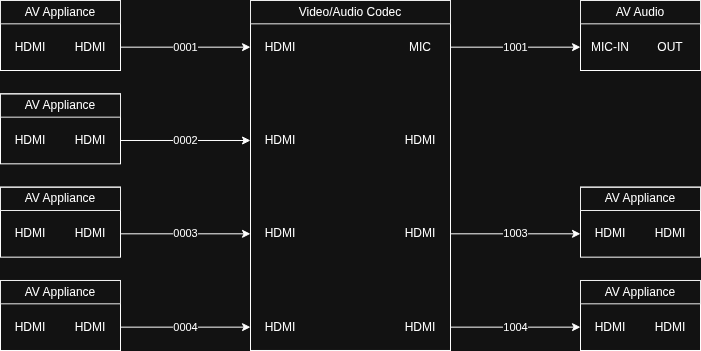 AV Appliance
Video/Audio Codec
AV Audio
HDMI HDMI 0001 HDMI MIC 1001 MIC-IN OUT
AV Appliance
HDMI HDMI 0002 HDMI HDMI
AV Appliance
AV Appliance
HDMI HDMI 0003 HDMI HDMI 1003 HDMI HDMI
AV Appliance
AV Appliance
HDMI HDMI 0004 HDMI HDMI 1004 HDMI HDMI